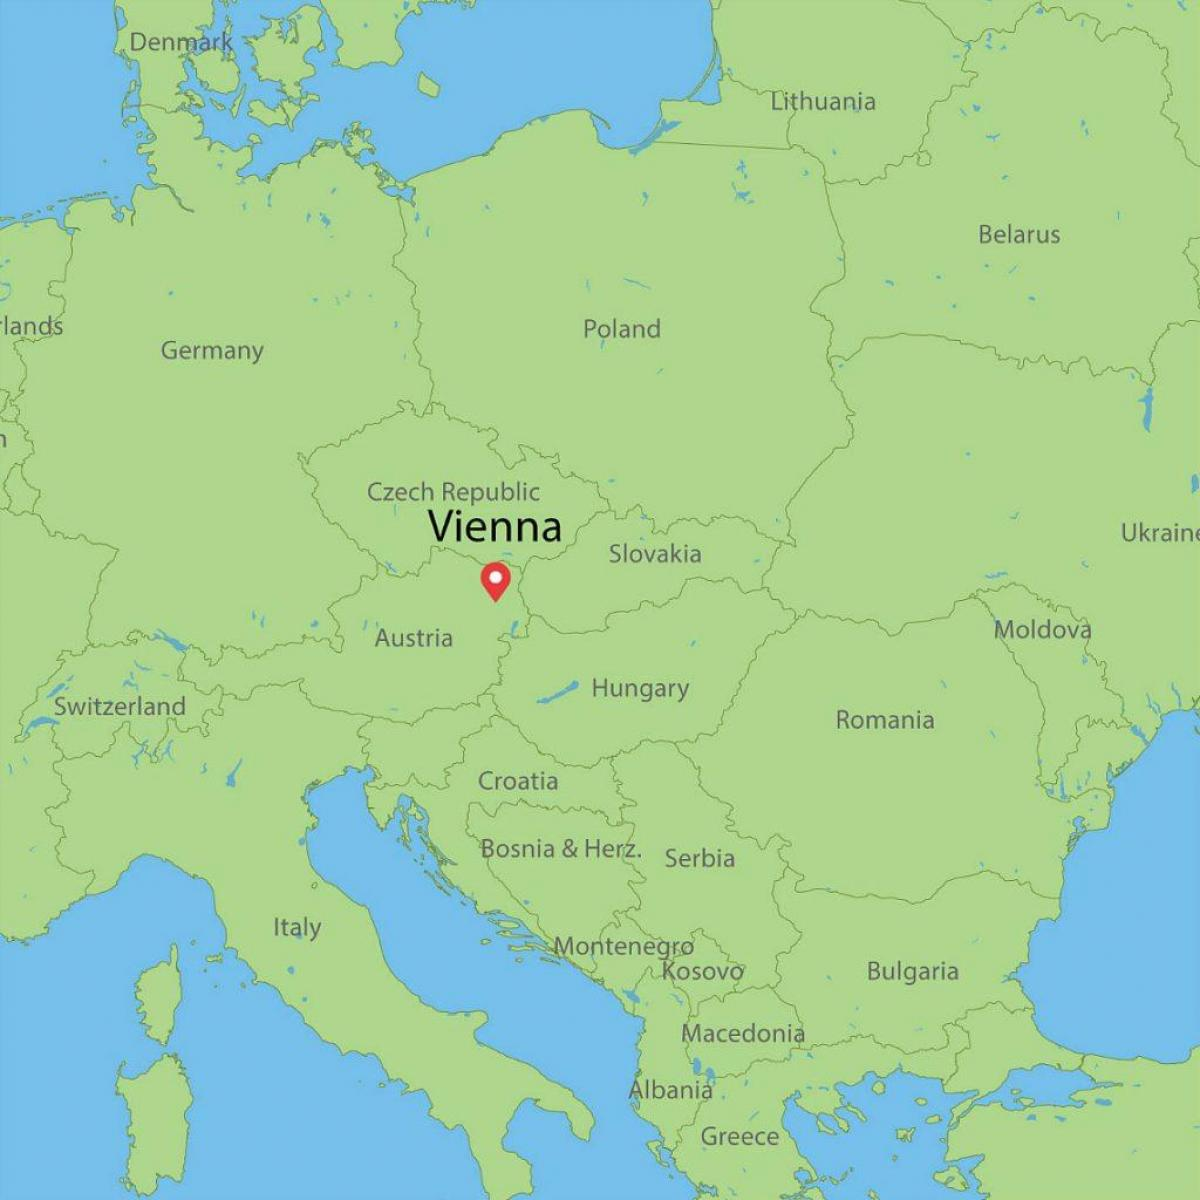 Denmark
Lithuania
Belarus
rlands
Germany
Poland
n
Czech Republic
Vienna
Slovakia
Ukraine
Austria
Moldova
Switzerland
Hungary
Romania
Croatia
Bosnia & Herz.
Serbia
Italy
Montenegro
Kosovo
Bulgaria
Macedonia
Albania
Greece